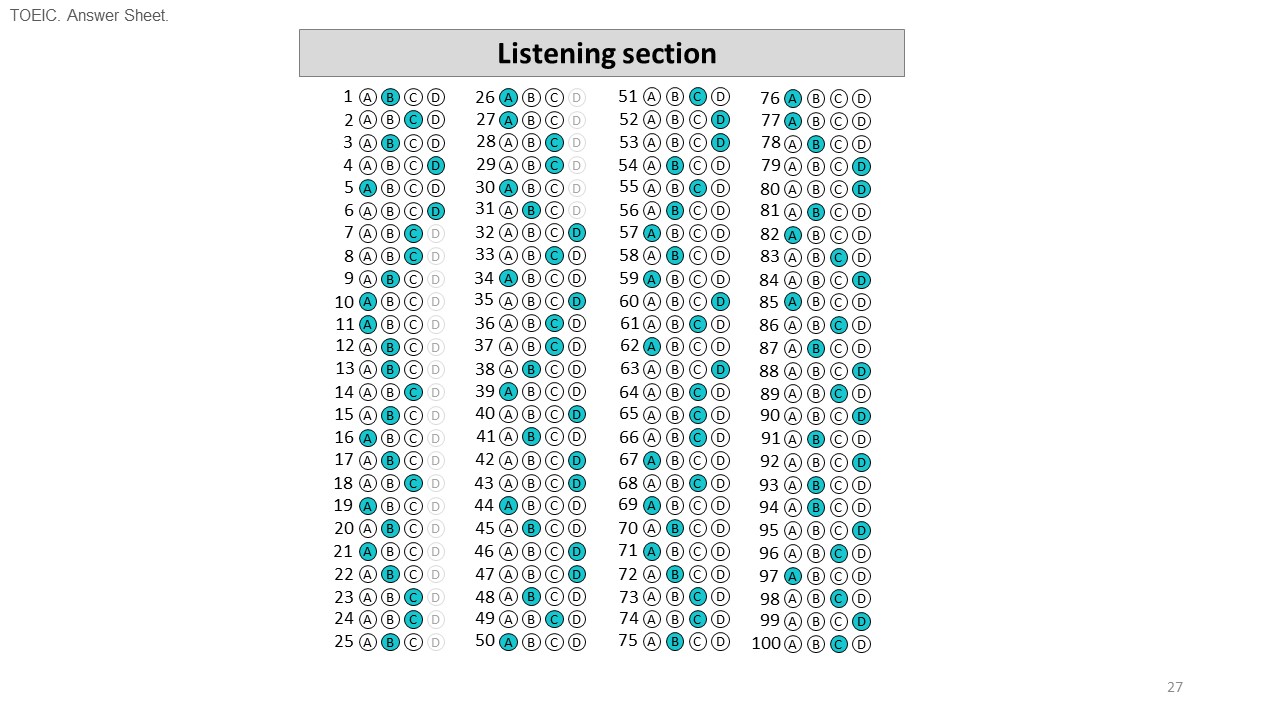 TOEIC. Answer Sheet.
Listening section
1 A B C D
2 A B C D
3 A B C D
4 A B C D
5 A B C D
6 A B C D
7 A B C D
8 A B C D
9 A B C D
10 A B C D
11 A B C D
12 A B C D
13 A B C D
14 A B C D
15 A B C D
16 A B C D
17 A B C D
18 A B C D
19 A B C D
20 A B C D
21 A B C D
22 A B C D
23 A B C D
24 A B C D
25 A B C D
26 A B C D
27 A B C D
28 A B C D
29 A B C D
30 A B C D
31 A B C D
32 A B C D
33 A B C D
34 A B C D
35 A B C D
36 A B C D
37 A B C D
38 A B C D
39 A B C D
40 A B C D
41 A B C D
42 A B C D
43 A B C D
44 A B C D
45 A B C D
46 A B C D
47 A B C D
48 A B C D
49 A B C D
50 A B C D
51 A B C D
52 A B C D
53 A B C D
54 A B C D
55 A B C D
56 A B C D
57 A B C D
58 A B C D
59 A B C D
60 A B C D
61 A B C D
62 A B C D
63 A B C D
64 A B C D
65 A B C D
66 A B C D
67 A B C D
68 A B C D
69 A B C D
70 A B C D
71 A B C D
72 A B C D
73 A B C D
74 A B C D
75 A B C D
76 A B C D
77 A B C D
78 A B C D
79 A B C D
80 A B C D
81 A B C D
82 A B C D
83 A B C D
84 A B C D
85 A B C D
86 A B C D
87 A B C D
88 A B C D
89 A B C D
90 A B C D
91 A B C D
92 A B C D
93 A B C D
94 A B C D
95 A B C D
96 A B C D
97 A B C D
98 A B C D
99 A B C D
100 A B C D
27